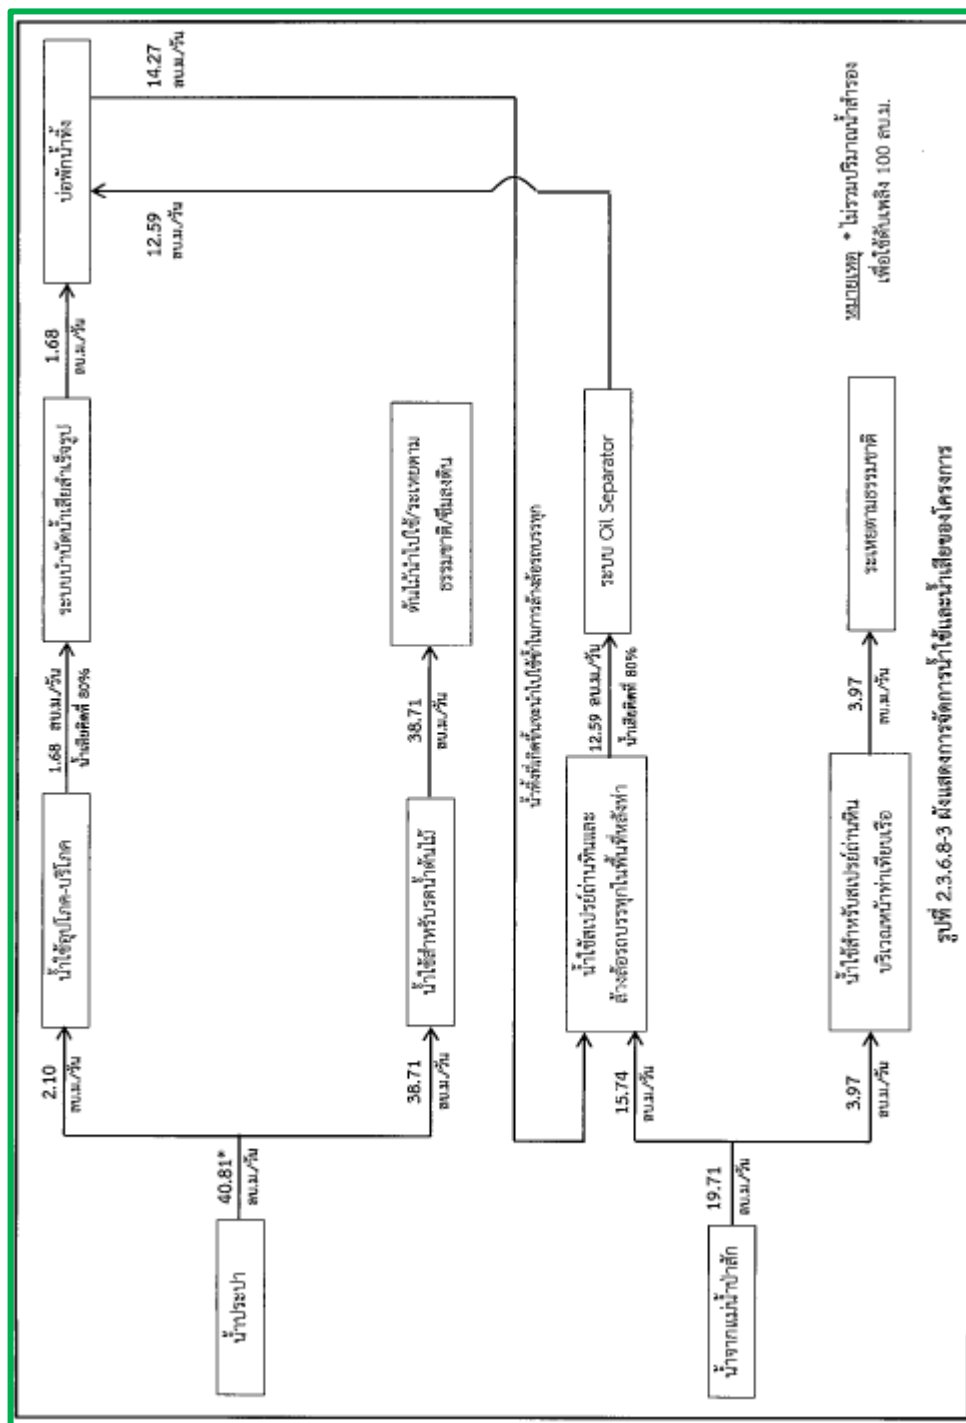 น้ำประปา
40.81*
ลบ.ม./วัน
2.10
ลบ.ม./วัน
น้ำใช้อุปโภค-บริโภค
1.68 ลบ.ม./วัน
น้ำเสียคิดที่ 80%
ระบบบำบัดน้ำเสียสำเร็จรูป
1.68
ลบ.ม./วัน
บ่อพักน้ำทิ้ง
14.27
ลบ.ม./วัน
12.59
ลบ.ม./วัน
38.71
ลบ.ม./วัน
น้ำใช้สำหรับรดน้ำต้นไม้
38.71
ลบ.ม./วัน
ต้นไม้นำไปใช้/ระเหยตาม
ธรรมชาติ/ซึมลงดิน
น้ำทิ้งที่เกิดขึ้นจะนำไปใช้ซ้ำในการล้างล้อรถบรรทุก
น้ำจากแม่น้ำป่าสัก
19.71
ลบ.ม./วัน
15.74
ลบ.ม./วัน
น้ำใช้สเปรย์ถ่านหินและ
ล้างล้อรถบรรทุกในพื้นที่หลังท่า
12.59 ลบ.ม./วัน
น้ำเสียคิดที่ 80%
ระบบ Oil Separator
3.97
ลบ.ม./วัน
น้ำใช้สำหรับสเปรย์ถ่านหิน
บริเวณหน้าท่าเทียบเรือ
3.97
ลบ.ม./วัน
ระเหยตามธรรมชาติ
หมายเหตุ * ไม่รวมปริมาณน้ำสำรอง
เพื่อใช้ดับเพลิง 100 ลบ.ม.
รูปที่ 2.3.6.8-3 ผังแสดงการจัดการน้ำใช้และน้ำเสียของโครงการ